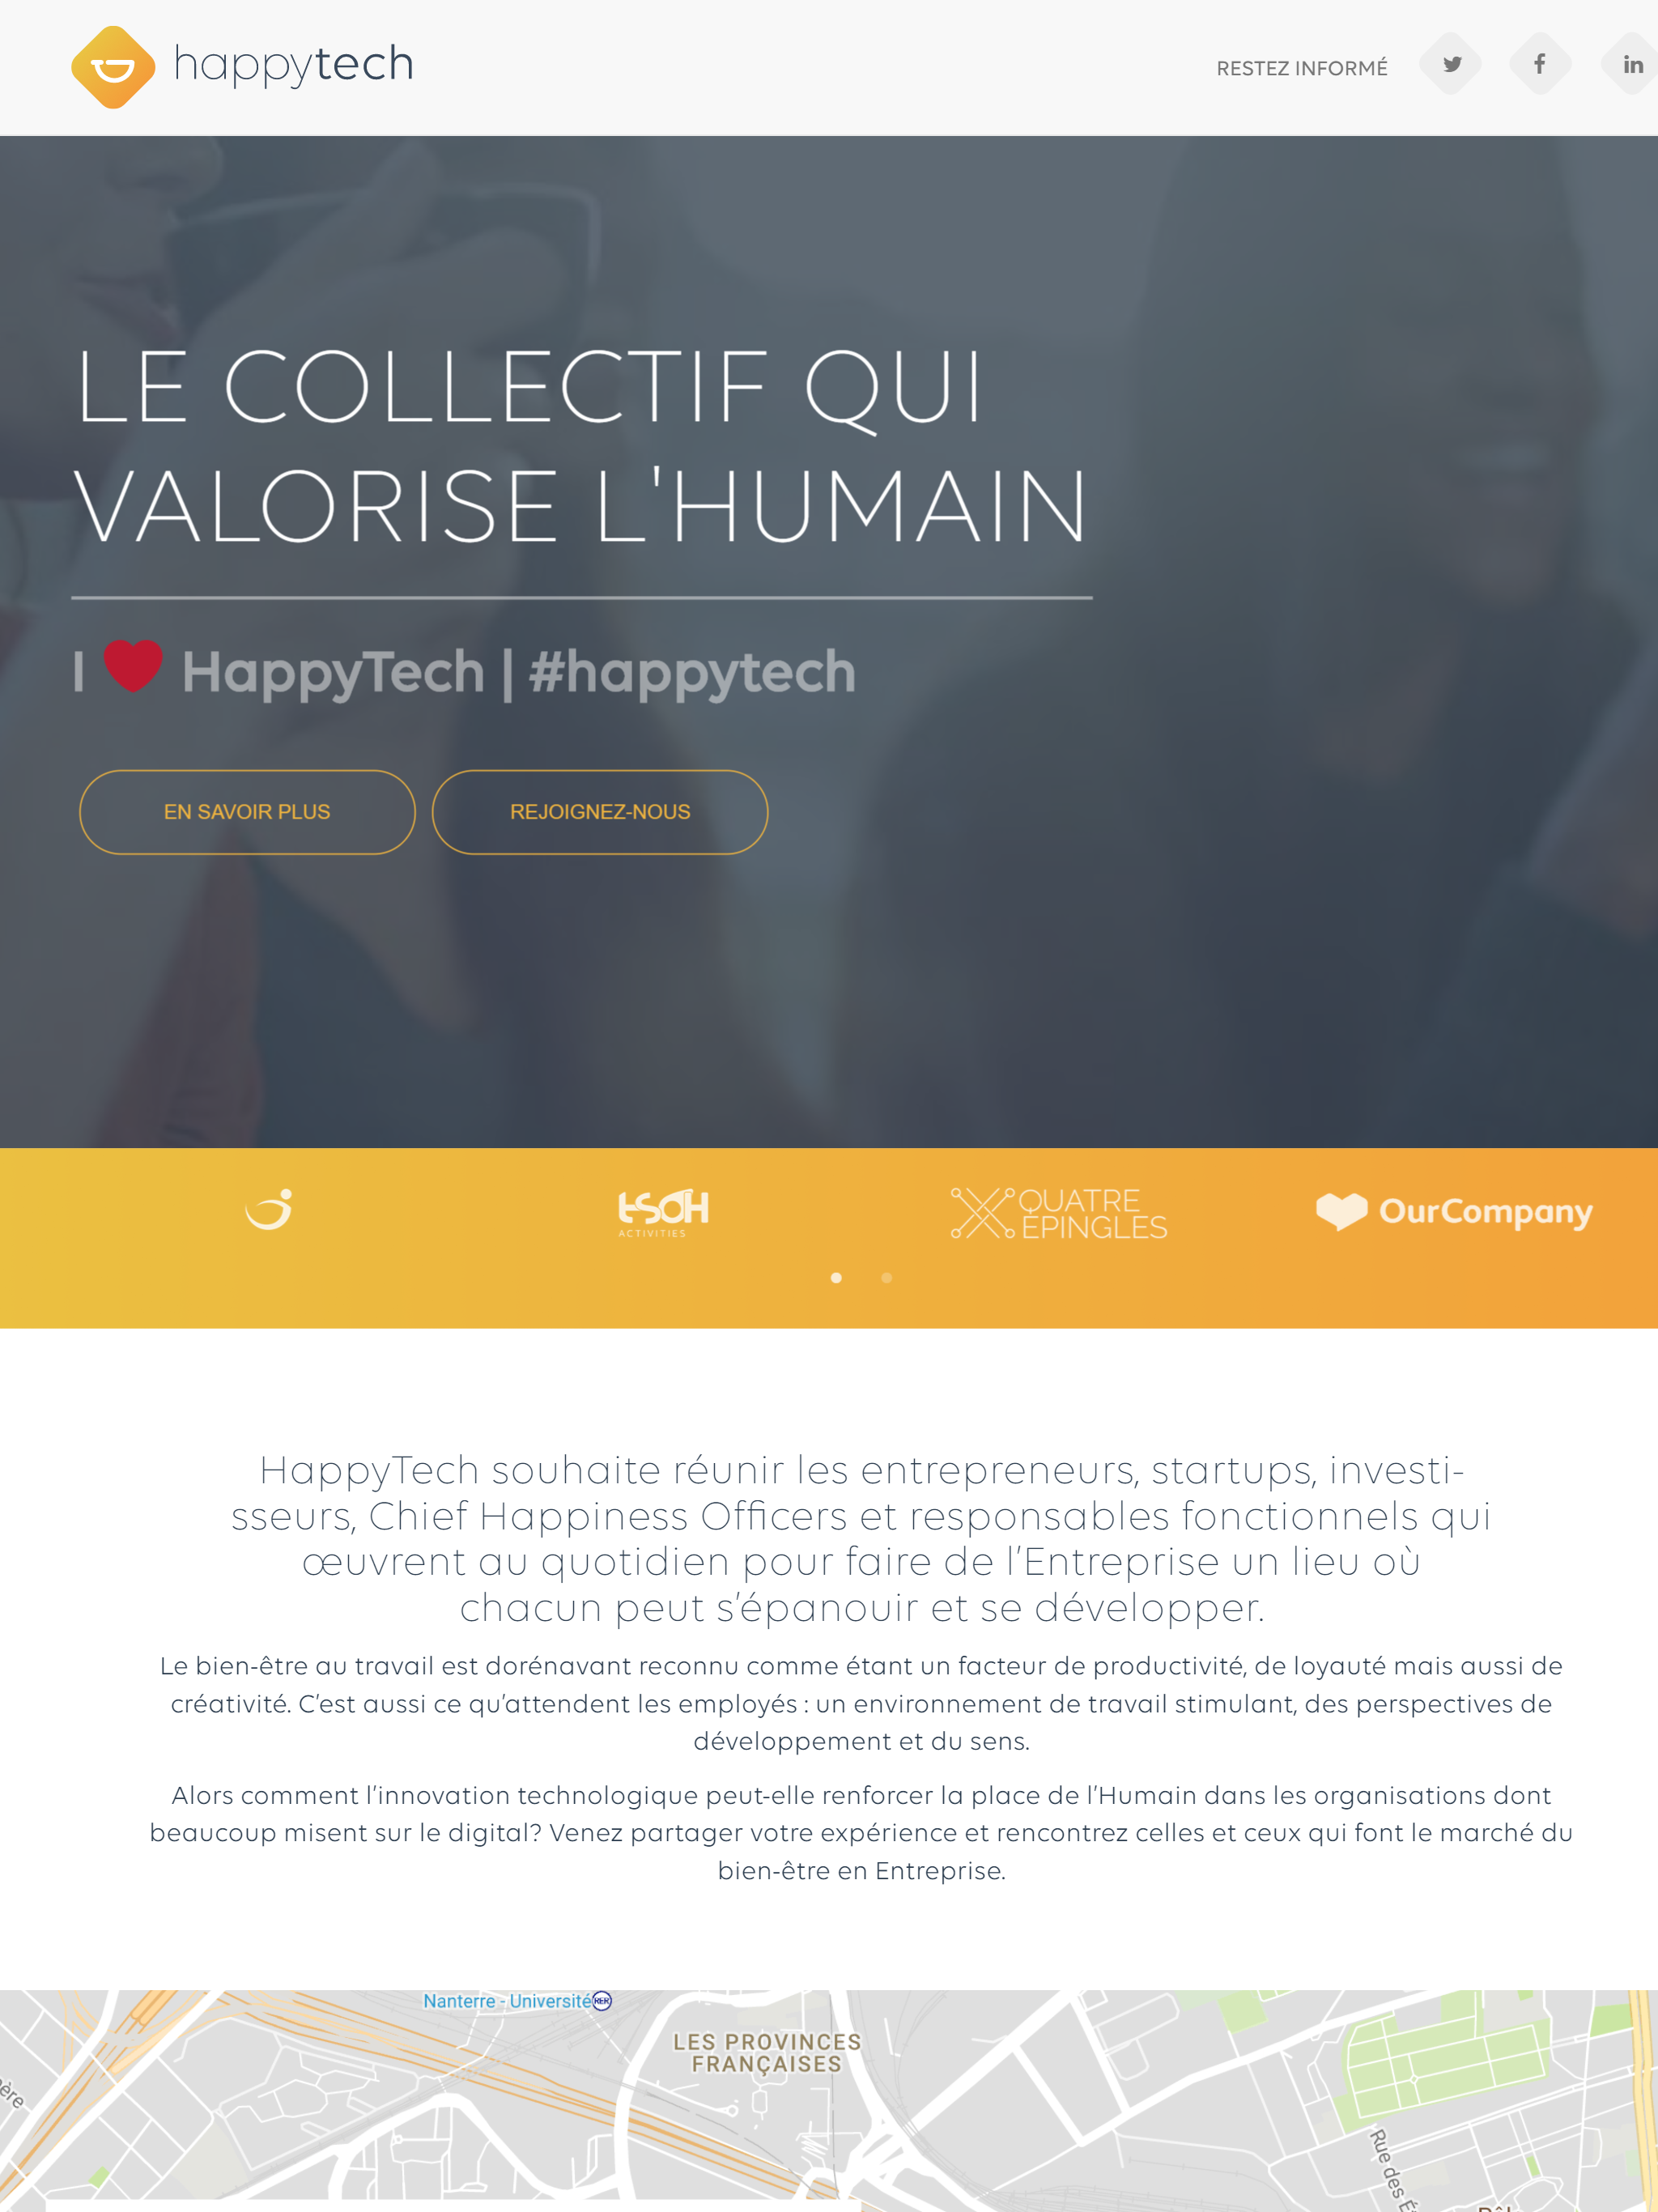 happytech
RESTEZ INFORMÉ
LE COLLECTIF QUI
VALORISE L'HUMAIN
I ❤ HappyTech | #happytech
EN SAVOIR PLUS
REJOIGNEZ-NOUS
ACTIVITIES
QUATRE
ÉPINGLES
OurCompany
HappyTech souhaite réunir les entrepreneurs, startups, investi-
sseurs, Chief Happiness Officers et responsables fonctionnels qui
œuvrent au quotidien pour faire de l’Entreprise un lieu où
chacun peut s’épanouir et se développer.
Le bien-être au travail est dorénavant reconnu comme étant un facteur de productivité, de loyauté mais aussi de
créativité. C’est aussi ce qu’attendent les employés : un environnement de travail stimulant, des perspectives de
développement et du sens.
Alors comment l’innovation technologique peut-elle renforcer la place de l’Humain dans les organisations dont
beaucoup misent sur le digital? Venez partager votre expérience et rencontrez celles et ceux qui font le marché du
bien-être en Entreprise.
Nanterre - Université RER
LES PROVINCES
FRANÇAISES
Rue des